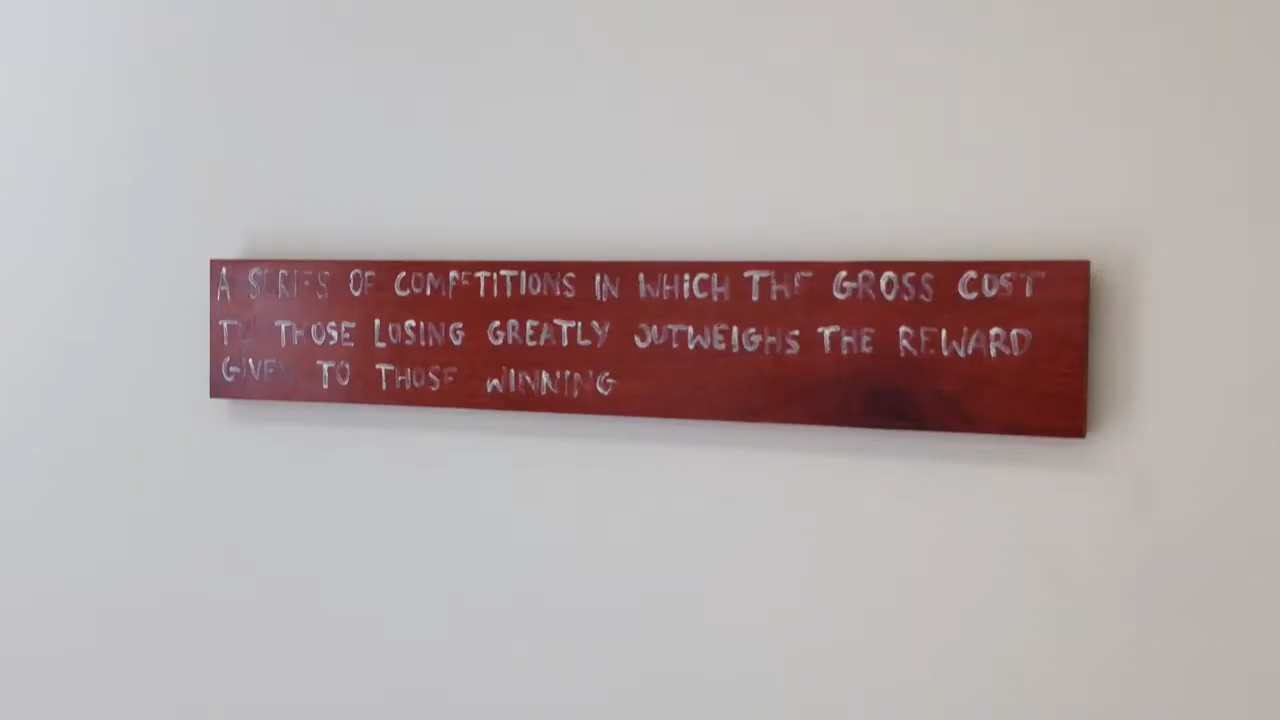 A SERIES OF COMPETITIONS IN WHICH THE GROSS COST
TO THOSE LOSING GREATLY OUTWEIGHS THE REWARD
GIVEN TO THOSE WINNING